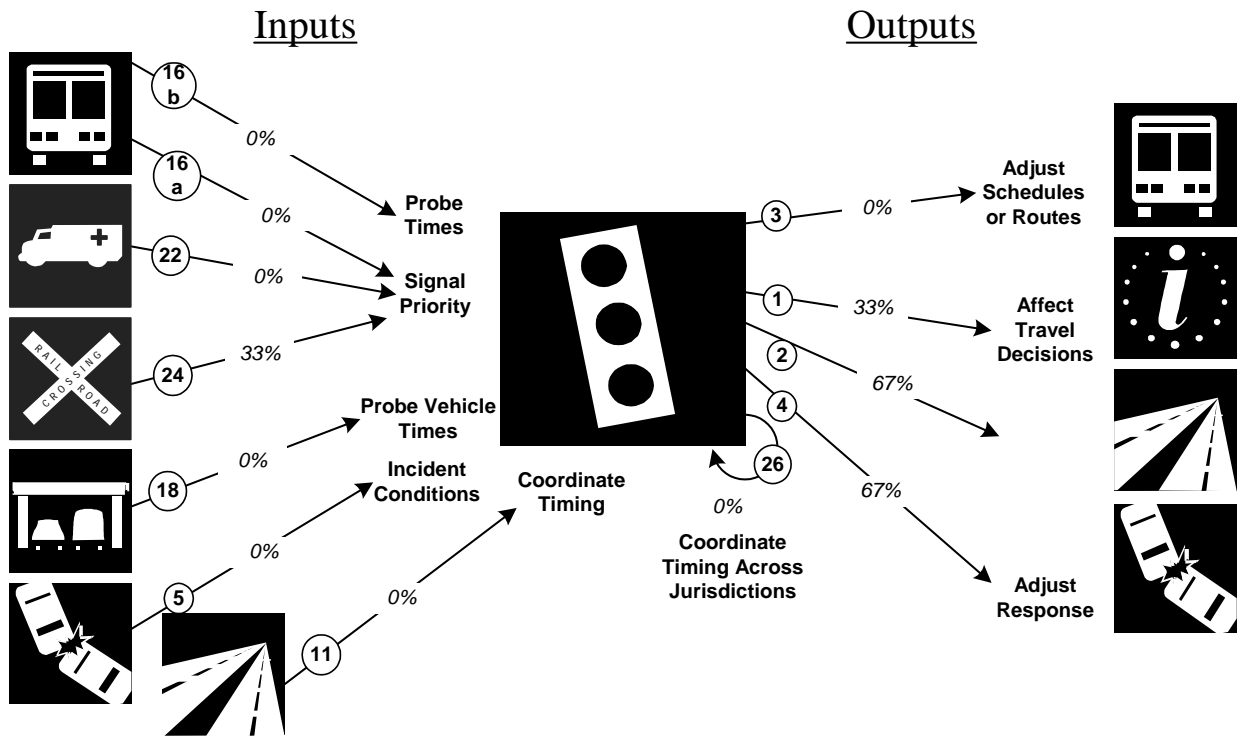 Inputs
Outputs
16
b
0%
16
a
0%
Probe
Times
22
0%
Signal
Priority
RAIL ROAD
CROSSING
24
33%
Probe Vehicle
Times
18
0%
Incident
Conditions
5
0%
Coordinate
Timing
11
0%
3
0%
Adjust
Schedules
or Routes
1
33%
Affect
Travel
Decisions
i
2
67%
4
67%
Adjust
Response
26
0%
Coordinate
Timing Across
Jurisdictions